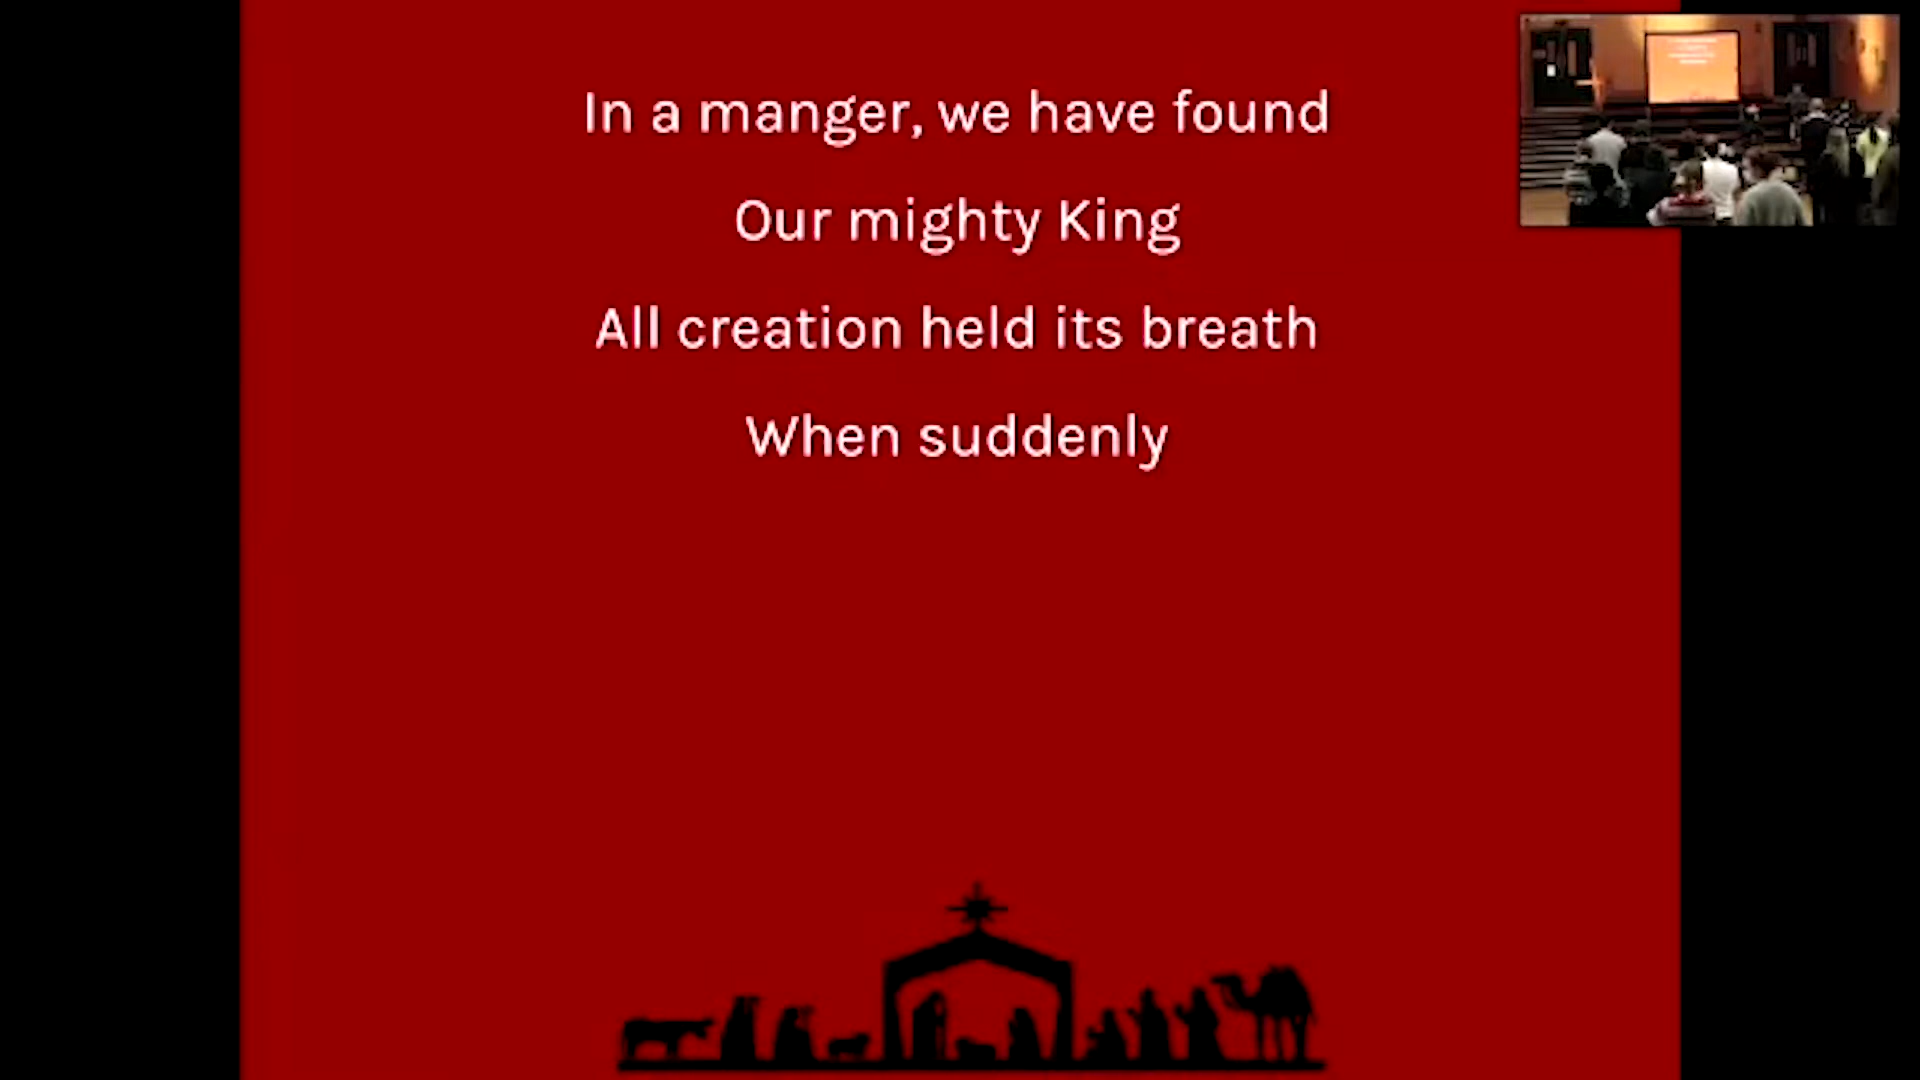 In a manger, we have found
Our mighty King
All creation held its breath
When suddenly